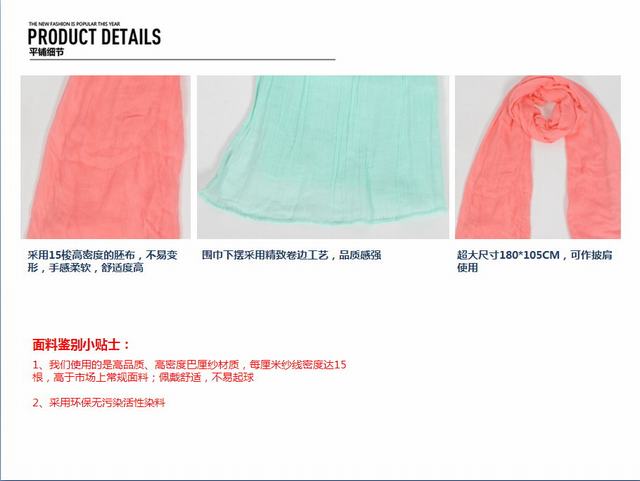 THE NEW FASHION IS POPULAR THIS YEAR
PRODUCT DETAILS
平铺细节
采用15梭高密度的胚布，不易变
形，手感柔软，舒适度高
围巾下摆采用精致卷边工艺，品质感强
超大尺寸180*105CM，可作披肩
使用
面料鉴别小贴士：
1、我们使用的是高品质、高密度巴厘纱材质，每厘米纱线密度达15
根，高于市场上常规面料；佩戴舒适，不易起球
2、采用环保无污染活性染料